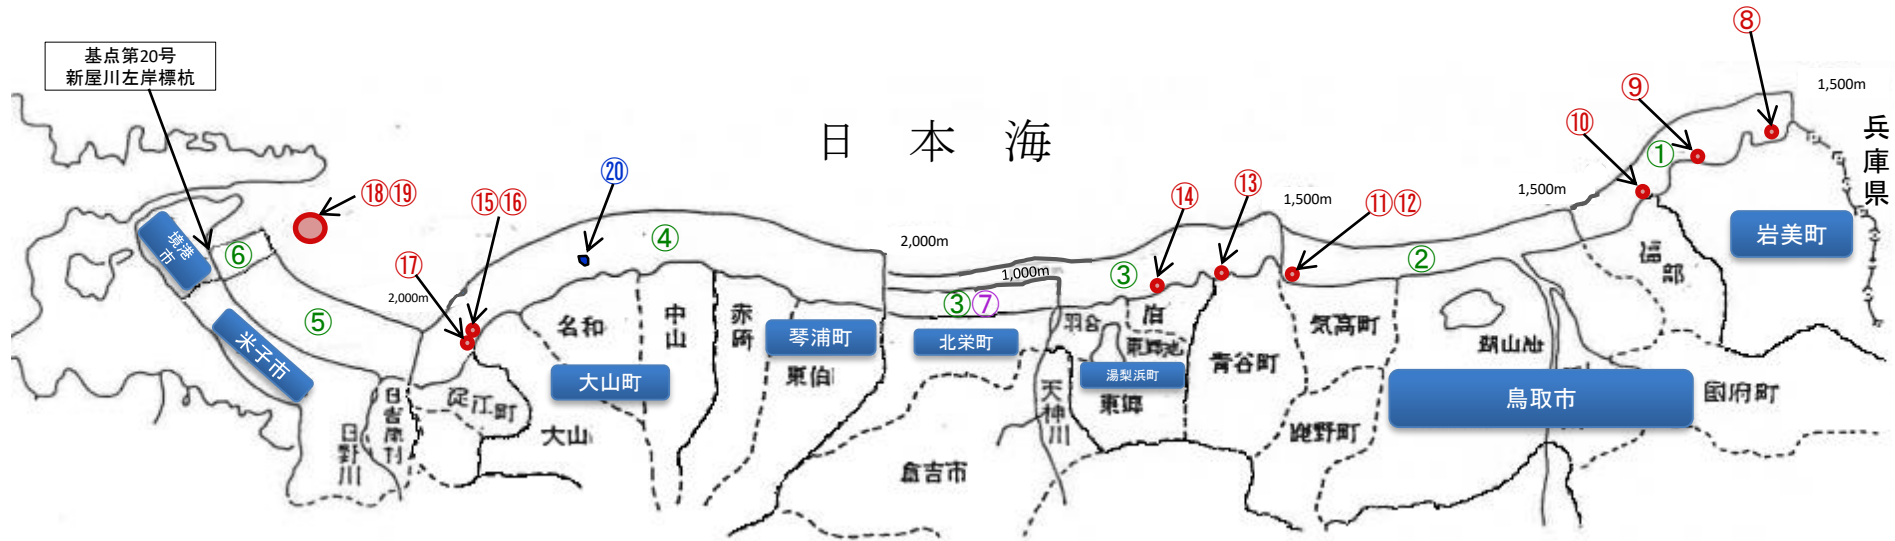 基点第20号
新屋川左岸標杭
日本海
兵庫県
⑧
⑨
⑩
①
1,500m
1,500m
1,500m
⑪⑫
⑬
⑭
②
③
③⑦
1,000m
2,000m
④
⑳
⑮⑯
⑰
2,000m
⑱⑲
⑥
⑤
境港市
米子市
日野川
淀江町
大山
名和
大山町
中山
赤碕
琴浦町
東伯
北栄町
倉吉市
天神川
羽合
泊
東郷池
湯梨浜町
東郷
青谷町
気高町
鹿野町
湖山池
鳥取市
福部
国府町
岩美町